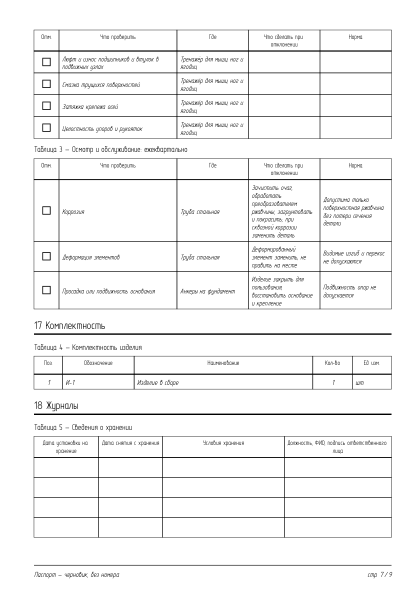 Отм. Что проверить Где Что сделать при отклонении Норма
Люфт и износ подшипников и втулок в подвижных узлах Тренажер для мышц ног и ягодиц
Смазка трущихся поверхностей Тренажер для мышц ног и ягодиц
Затяжка крепежа осей Тренажер для мышц ног и ягодиц
Целостность упоров и рукояток Тренажер для мышц ног и ягодиц
Таблица 3 – Осмотр и обслуживание ежеквартально
Отм. Что проверить Где Что сделать при отклонении Норма
Коррозия Труба стальная Зачистить очаг, обработать преобразователем ржавчины, загрунтовать и покрасить; при сквозной коррозии заменить деталь Допустима только поверхностная ржавчина без потери сечения детали
Деформация элементов Труба стальная Деформированный элемент заменить, не править на месте Видимые изгиб и перекос не допускается
Просадка или подвижность основания Анкеры на фундамент Изделие закрыть для пользования, восстановить основание и крепление Подвижность опор не допускается
17 Комплектность
Таблица 4 – Комплектность изделия
Поз Обозначение Наименование Кол-во Ед. изм.
1 И-1 Изделие в сборе 1 шт
18 Журналы
Таблица 5 – Сведения о хранении
Дата установки на хранение Дата снятия с хранения Условия хранения Должность, ФИО, подпись ответственного лица
Паспорт – черновик, без номера стр. 7 / 9